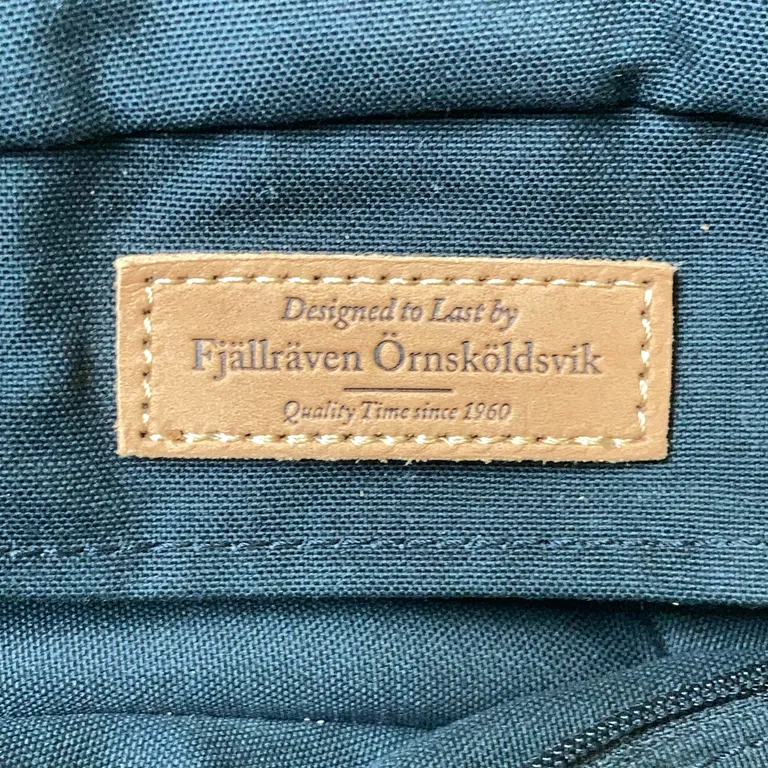 Designed to Last by
Fjällräven Örnsköldsvik
Quality Time since 1960